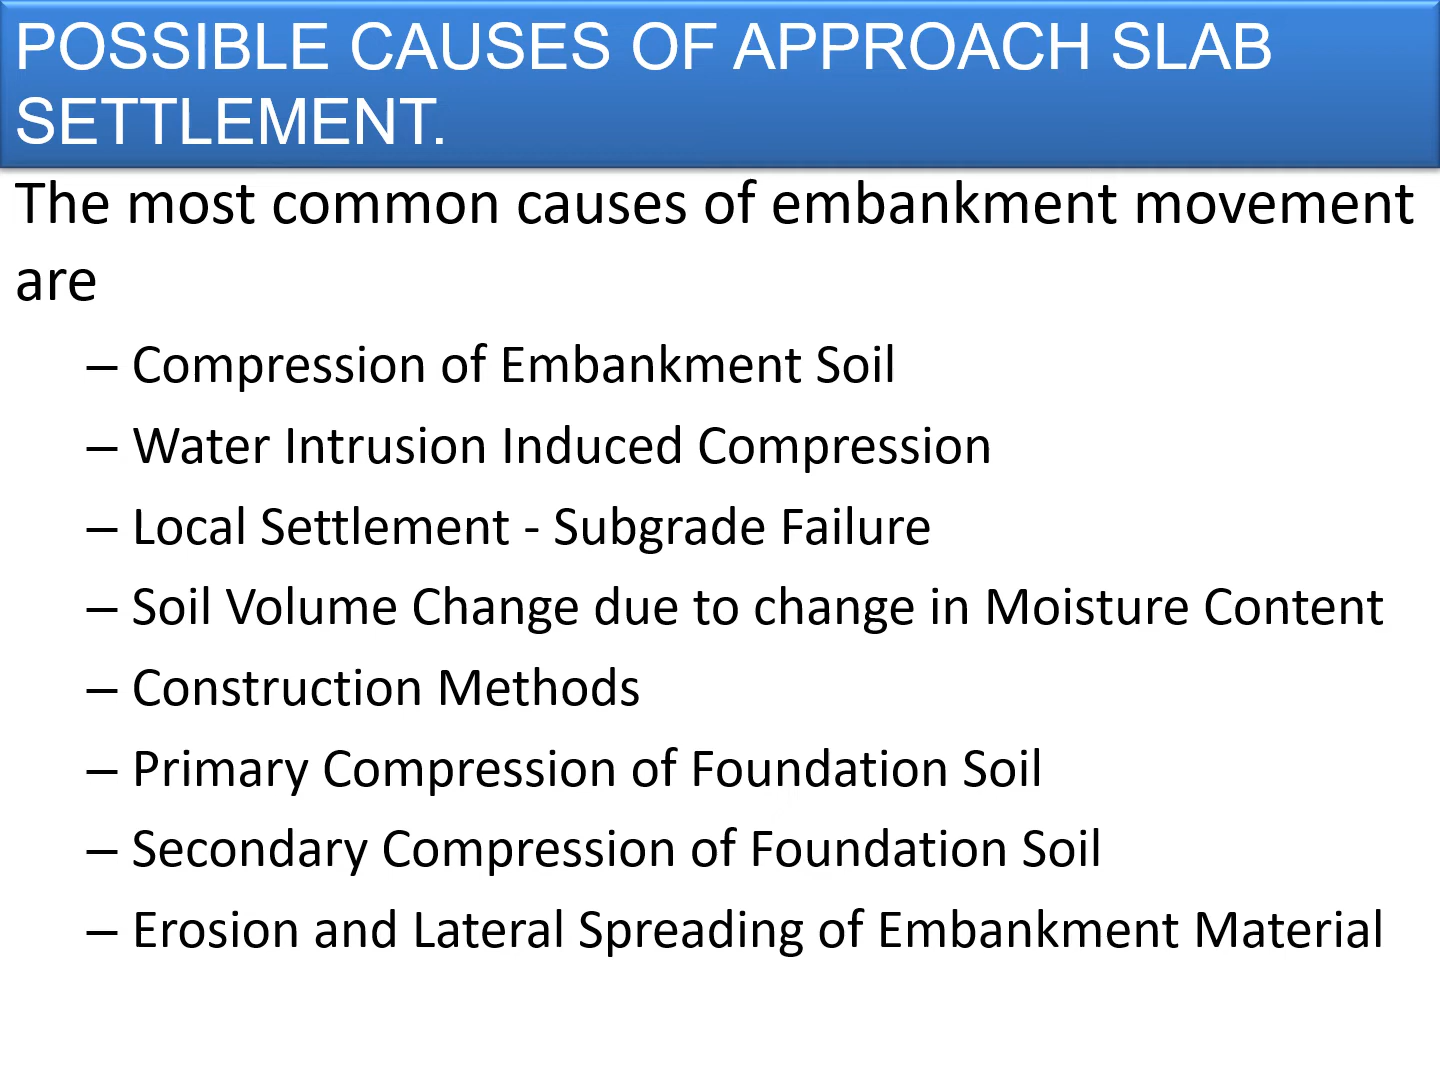 POSSIBLE CAUSES OF APPROACH SLAB
SETTLEMENT.
The most common causes of embankment movement
are
– Compression of Embankment Soil
– Water Intrusion Induced Compression
– Local Settlement - Subgrade Failure
– Soil Volume Change due to change in Moisture Content
– Construction Methods
– Primary Compression of Foundation Soil
– Secondary Compression of Foundation Soil
– Erosion and Lateral Spreading of Embankment Material